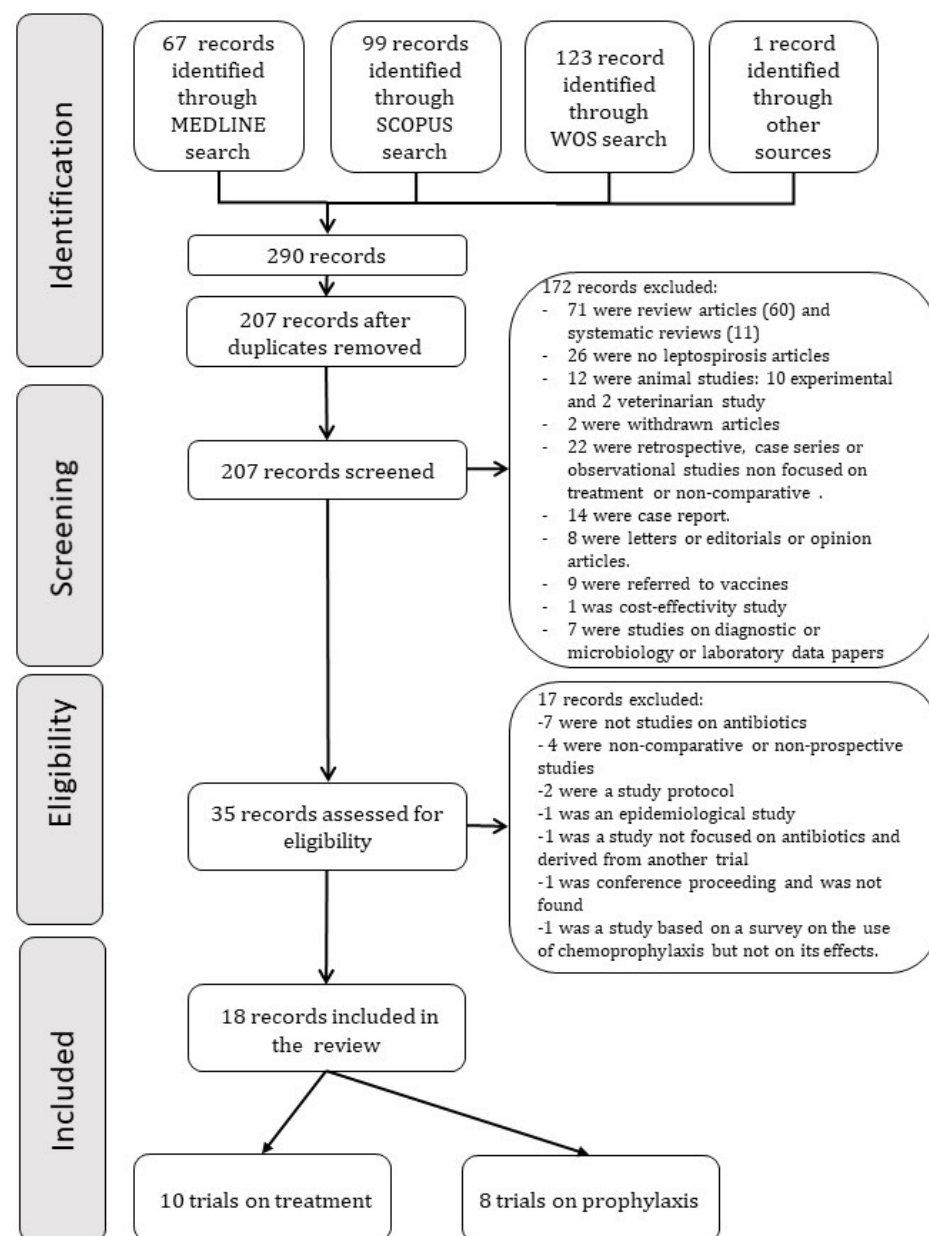 Identification
67 records
identified
through
MEDLINE
search
99 records
identified
through
SCOPUS
search
123 record
identified
through
WOS search
1 record
identified
through
other
sources
290 records
207 records after
duplicates removed
Screening
207 records screened
172 records excluded:
- 71 were review articles (60) and
systematic reviews (11)
- 26 were no leptospirosis articles
- 12 were animal studies: 10 experimental
and 2 veterinarian study
- 2 were withdrawn articles
- 22 were retrospective, case series or
observational studies non focused on
treatment or non-comparative .
- 14 were case report.
- 8 were letters or editorials or opinion
articles.
- 9 were referred to vaccines
- 1 was cost-effectivity study
- 7 were studies on diagnostic or
microbiology or laboratory data papers
Eligibility
35 records assessed for
eligibility
17 records excluded:
-7 were not studies on antibiotics
- 4 were non-comparative or non-prospective
studies
-2 were a study protocol
-1 was an epidemiological study
-1 was a study not focused on antibiotics and
derived from another trial
-1 was conference proceeding and was not
found
-1 was a study based on a survey on the use
of chemoprophylaxis but not on its effects.
Included
18 records included in
the review
10 trials on treatment
8 trials on prophylaxis